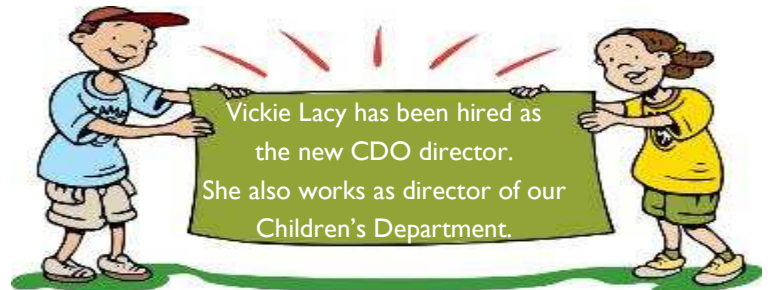 Vickie Lacy has been hired as
the new CDO director.
She also works as director of our
Children’s Department.